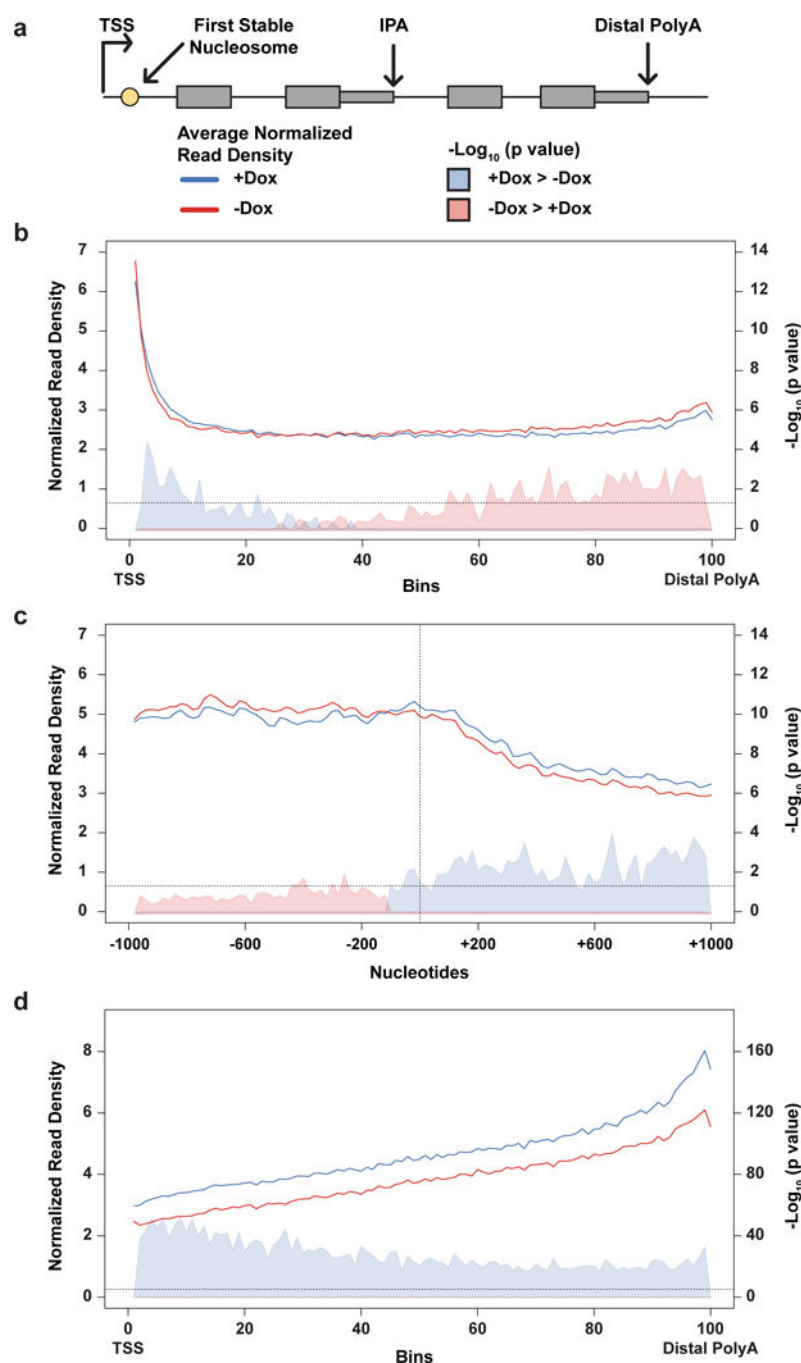 a
TSS
First Stable
Nucleosome
IPA
Distal PolyA
Average Normalized
Read Density
+Dox
-Dox
-Log10 (p value)
+Dox > -Dox
-Dox > +Dox
b
Normalized Read Density
7
6
5
4
3
2
1
0
14
12
10
8
6
4
2
0
-Log10 (p value)
0 20 40 60 80 100
TSS Bins Distal PolyA
c
Normalized Read Density
7
6
5
4
3
2
1
0
14
12
10
8
6
4
2
0
-Log10 (p value)
-1000 -600 -200 +200 +600 +1000
Nucleotides
d
Normalized Read Density
8
6
4
2
0
160
120
80
40
0
-Log10 (p value)
0 20 40 60 80 100
TSS Bins Distal PolyA